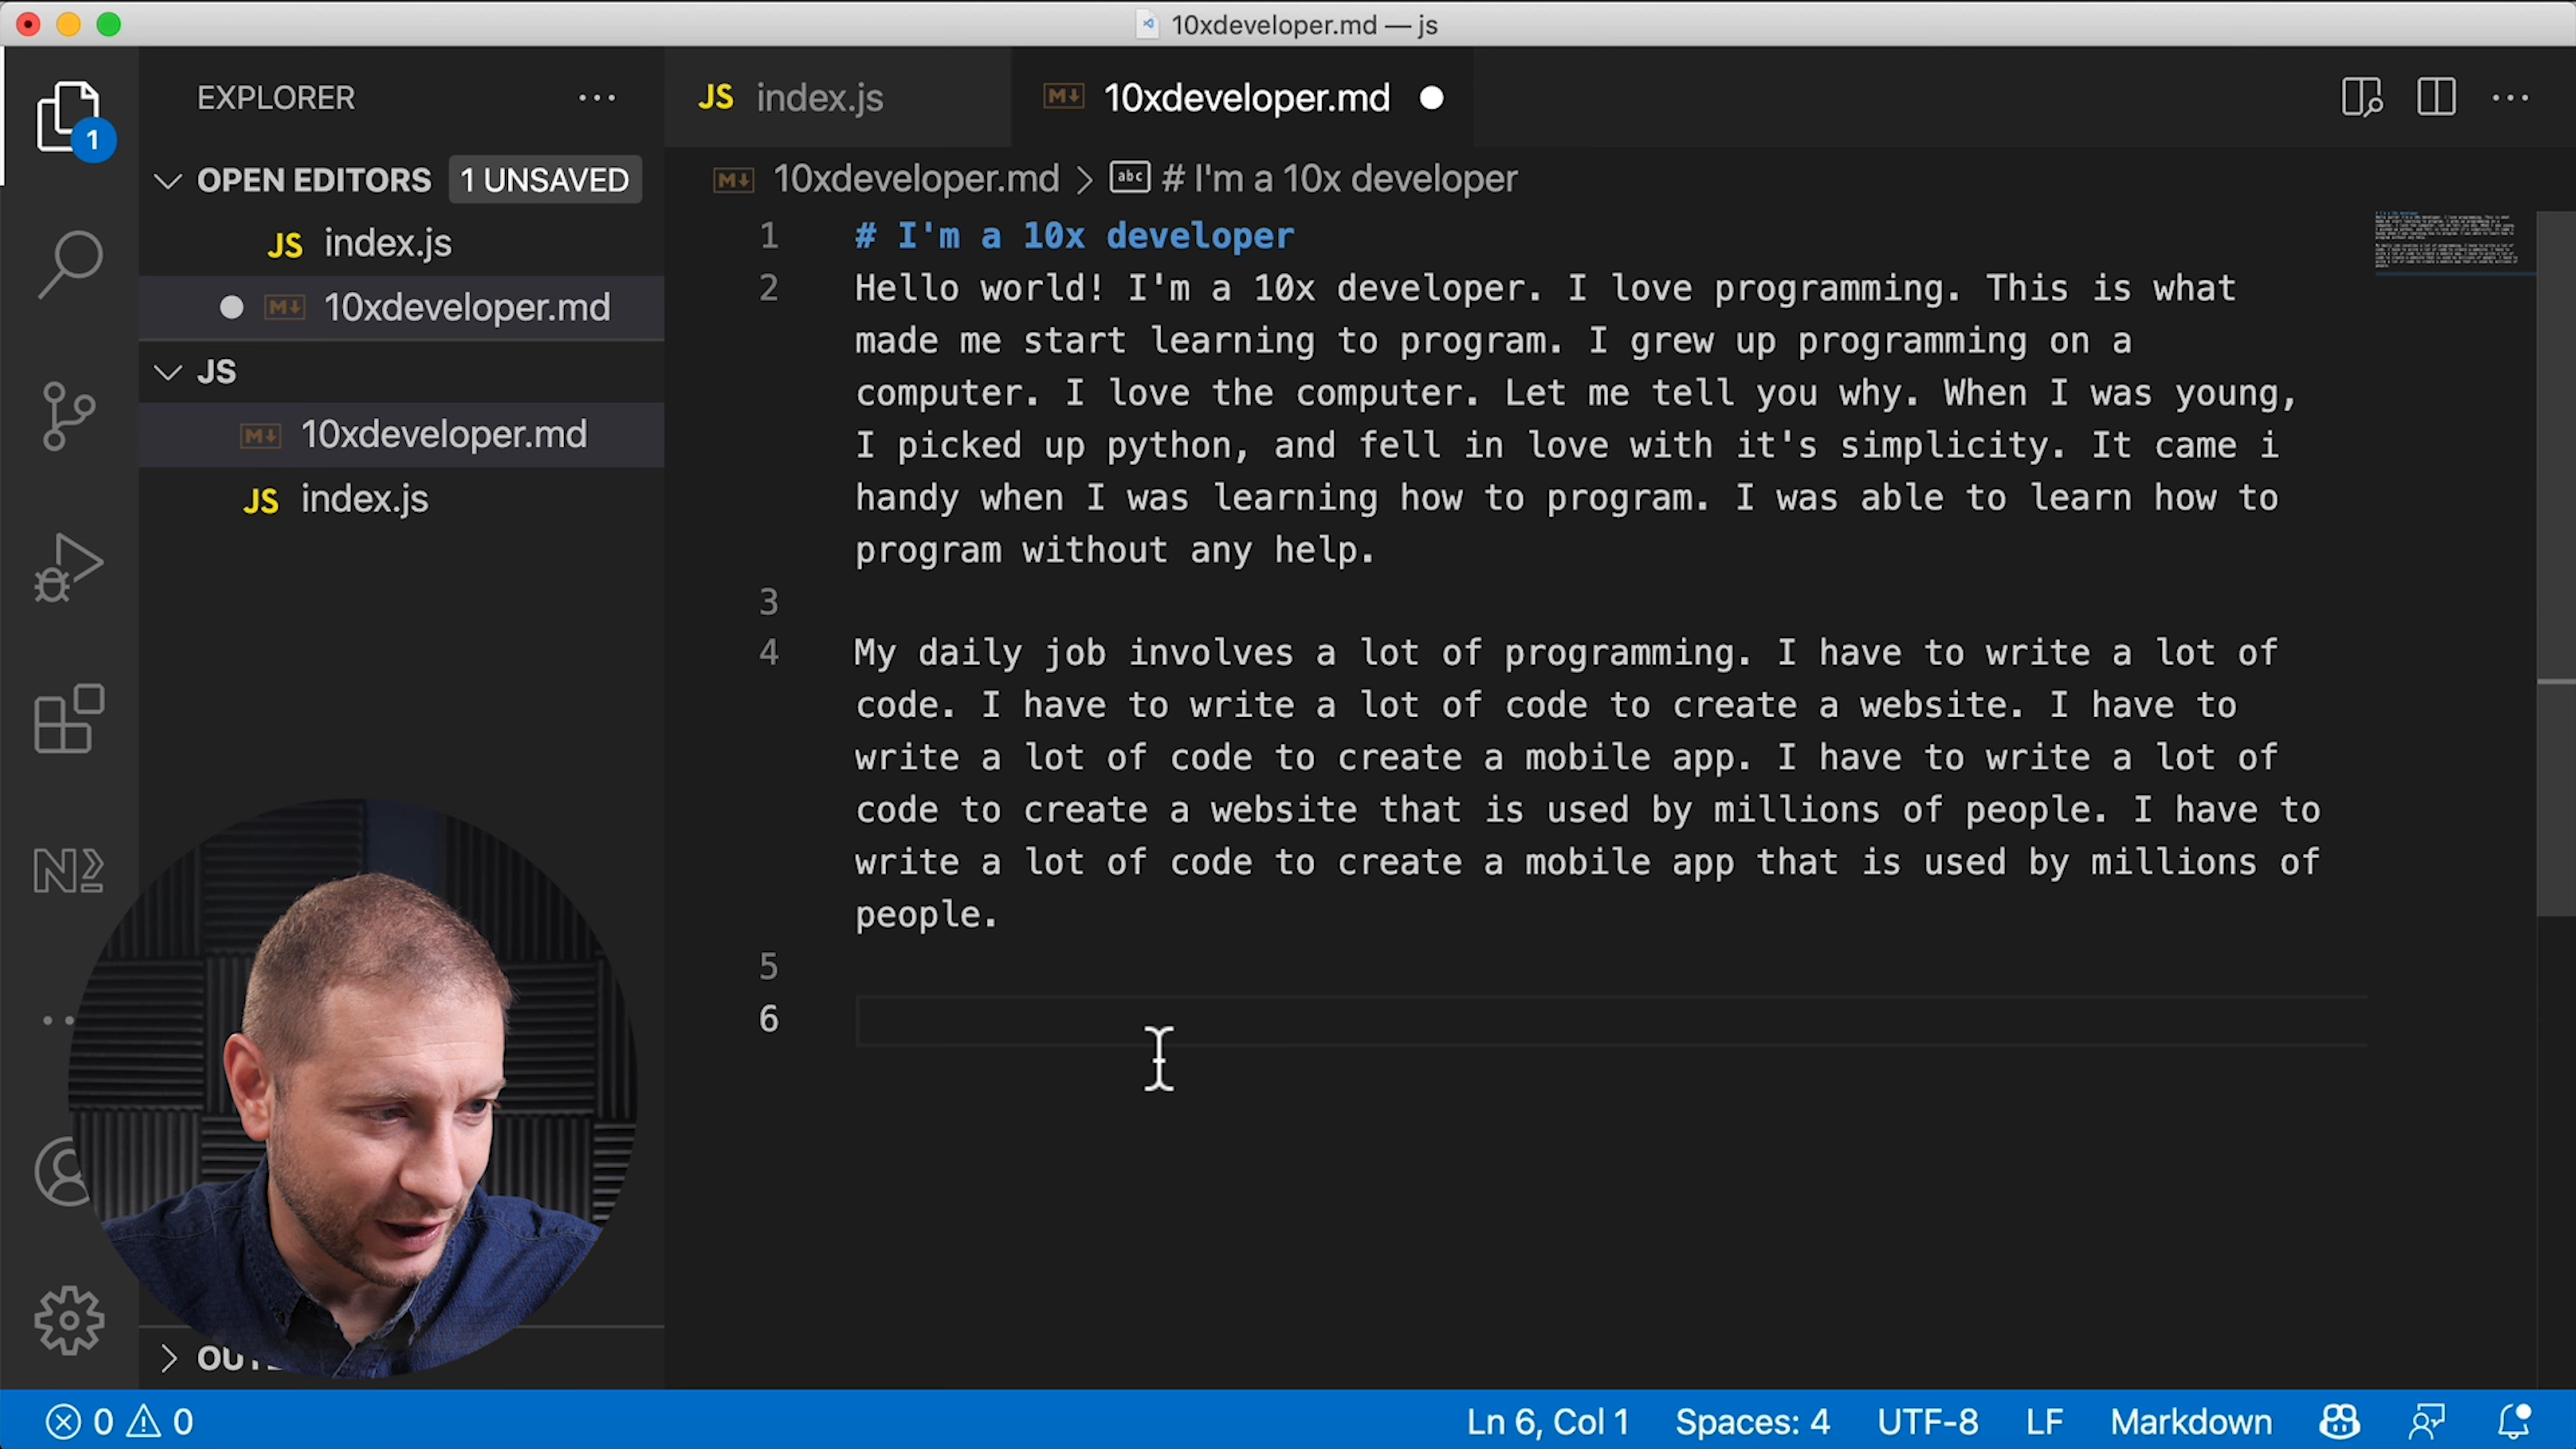 10xdeveloper.md — js
EXPLORER
JS index.js
M↓ 10xdeveloper.md
1
OPEN EDITORS 1 UNSAVED
JS index.js
M↓ 10xdeveloper.md
JS
M↓ 10xdeveloper.md
JS index.js
M↓ 10xdeveloper.md > abc # I'm a 10x developer
1 # I'm a 10x developer
2 Hello world! I'm a 10x developer. I love programming. This is what
made me start learning to program. I grew up programming on a
computer. I love the computer. Let me tell you why. When I was young,
I picked up python, and fell in love with it's simplicity. It came i
handy when I was learning how to program. I was able to learn how to
program without any help.
3
4 My daily job involves a lot of programming. I have to write a lot of
code. I have to write a lot of code to create a website. I have to
write a lot of code to create a mobile app. I have to write a lot of
code to create a website that is used by millions of people. I have to
write a lot of code to create a mobile app that is used by millions of
people.
5
6
N
0 0
Ln 6, Col 1 Spaces: 4 UTF-8 LF Markdown